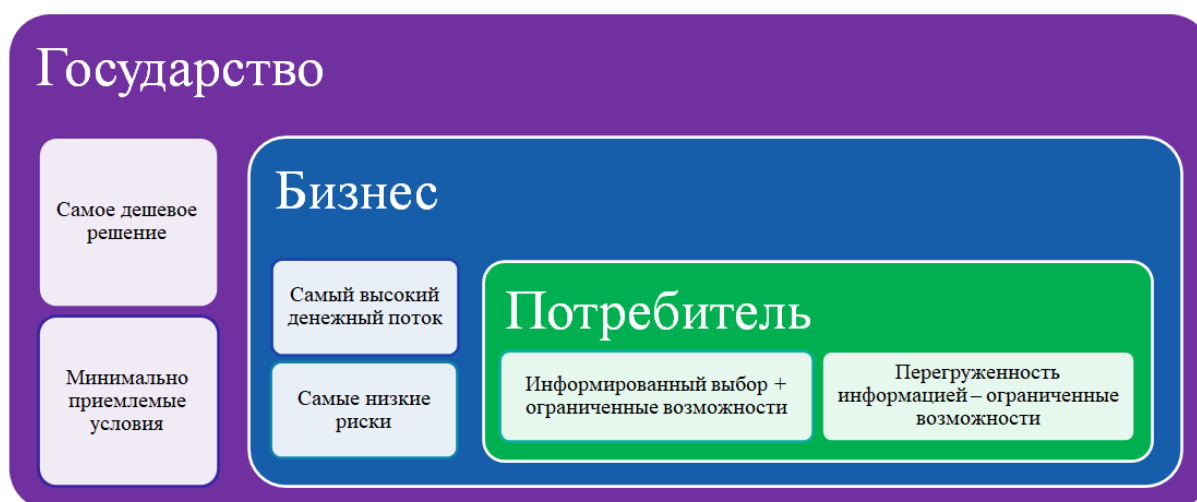 Государство
Самое дешевое
решение
Минимально
приемлемые
условия
Бизнес
Самый высокий
денежный поток
Самые низкие
риски
Потребитель
Информированный выбор +
ограниченные возможности
Перегруженность
информацией – ограниченные
возможности